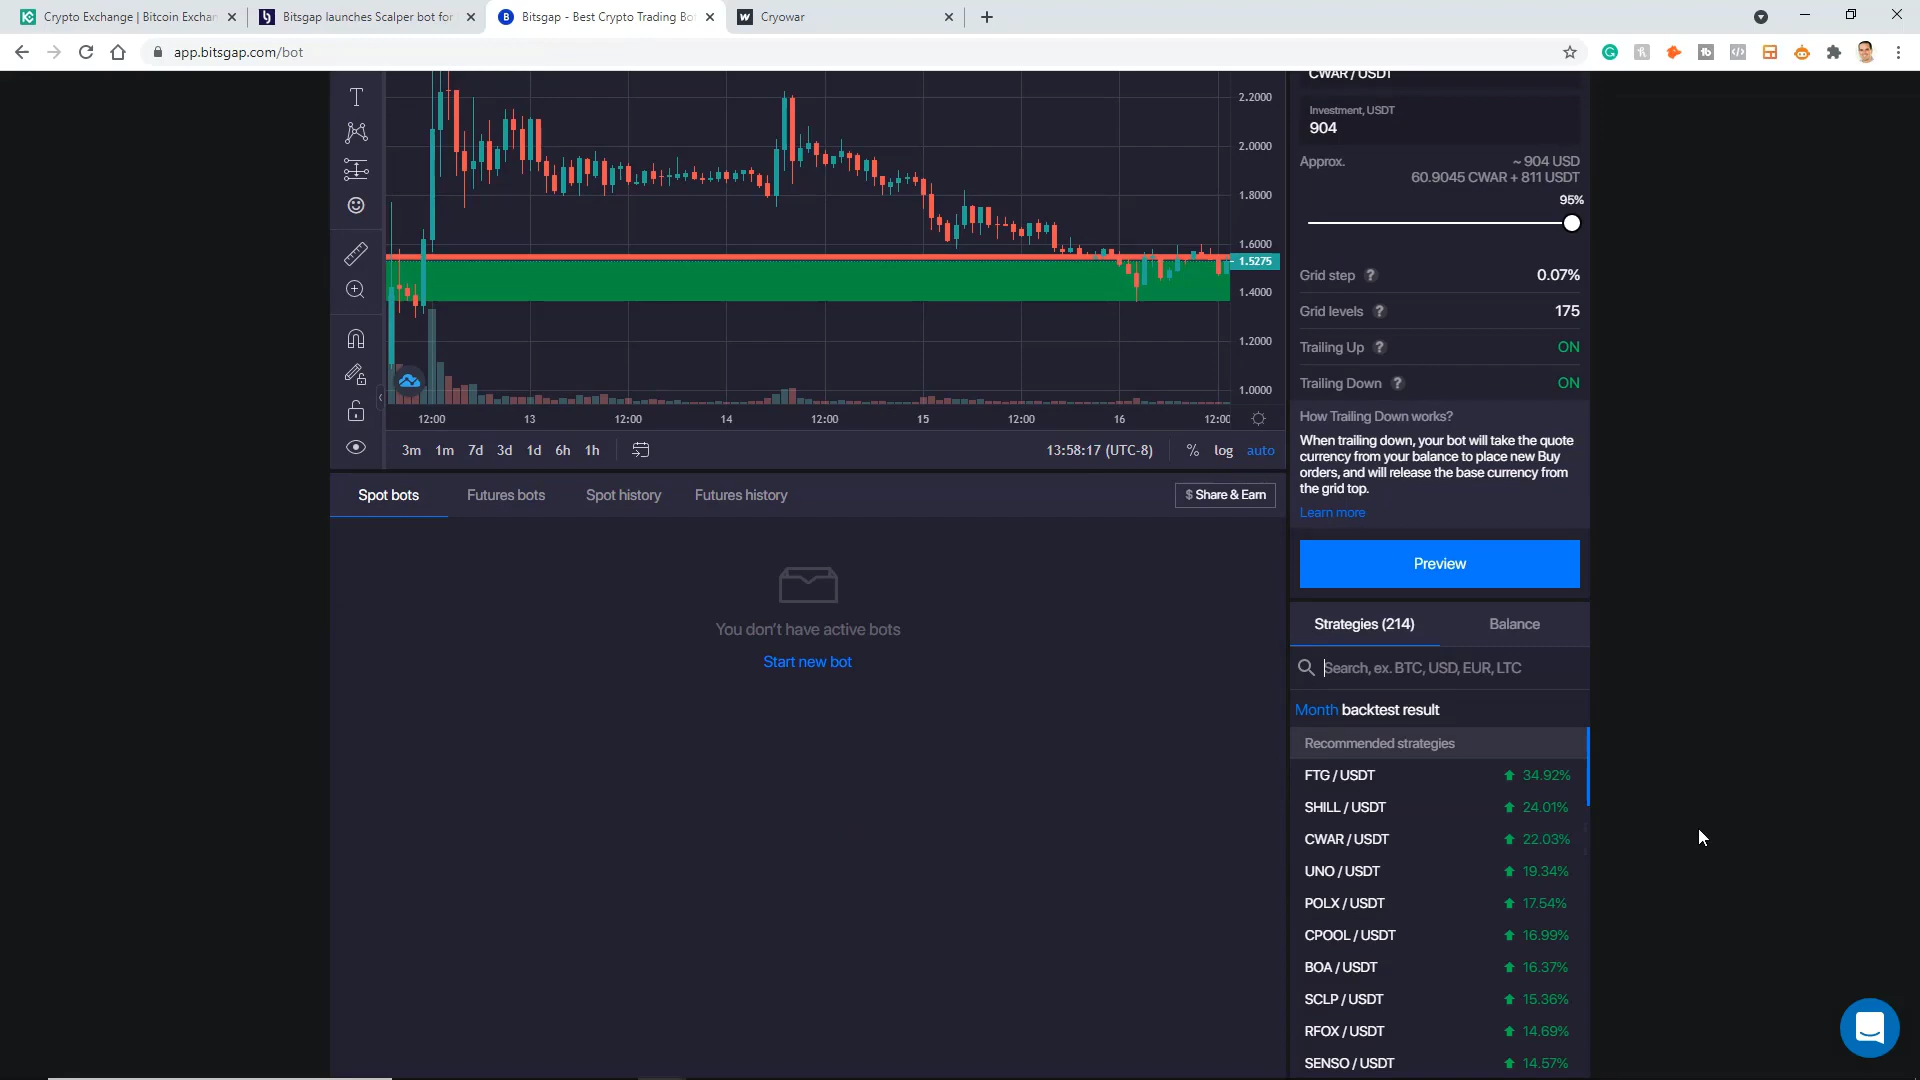 Crypto Exchange | Bitcoin Exchan
Bitsgap launches Scalper bot for
Bitsgap - Best Crypto Trading Bot
Cryowar
app.bitsgap.com/bot
2.2000
2.0000
1.8000
1.6000
1.5275
1.4000
1.2000
1.0000
12:00
13
12:00
14
12:00
15
12:00
16
12:00
3m
1m
7d
3d
1d
6h
1h
13:58:17 (UTC-8)
%
log
auto
Spot bots
Futures bots
Spot history
Futures history
$ Share & Earn
You don't have active bots
Start new bot
CWAR / USDT
Investment, USDT
904
Approx.
~ 904 USD
60.9045 CWAR + 811 USDT
95%
Grid step ? 0.07%
Grid levels ? 175
Trailing Up ? ON
Trailing Down ? ON
How Trailing Down works?
When trailing down, your bot will take the quote
currency from your balance to place new Buy
orders, and will release the base currency from
the grid top.
Learn more
Preview
Strategies (214)
Balance
Search, ex. BTC, USD, EUR, LTC
Month backtest result
Recommended strategies
FTG / USDT 34.92%
SHILL / USDT 24.01%
CWAR / USDT 22.03%
UNO / USDT 19.34%
POLX / USDT 17.54%
CPOOL / USDT 16.99%
BOA / USDT 16.37%
SCLP / USDT 15.36%
RFOX / USDT 14.69%
SENSO / USDT 14.57%